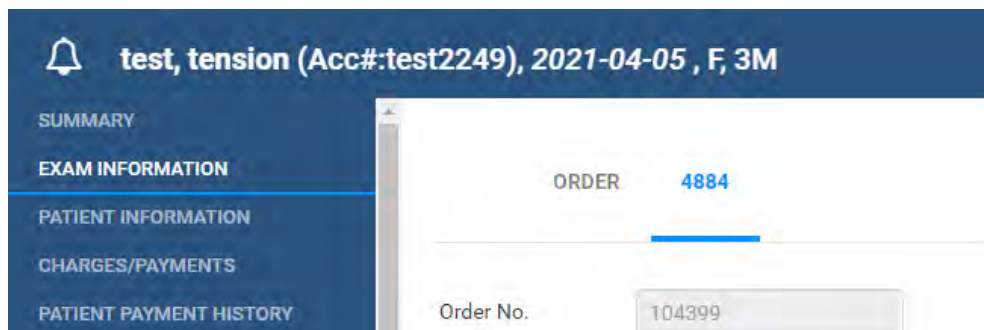 test, tension (Acc#:test2249), 2021-04-05 , F, 3M
SUMMARY
EXAM INFORMATION
PATIENT INFORMATION
CHARGES/PAYMENTS
PATIENT PAYMENT HISTORY
ORDER 4884
Order No. 104399